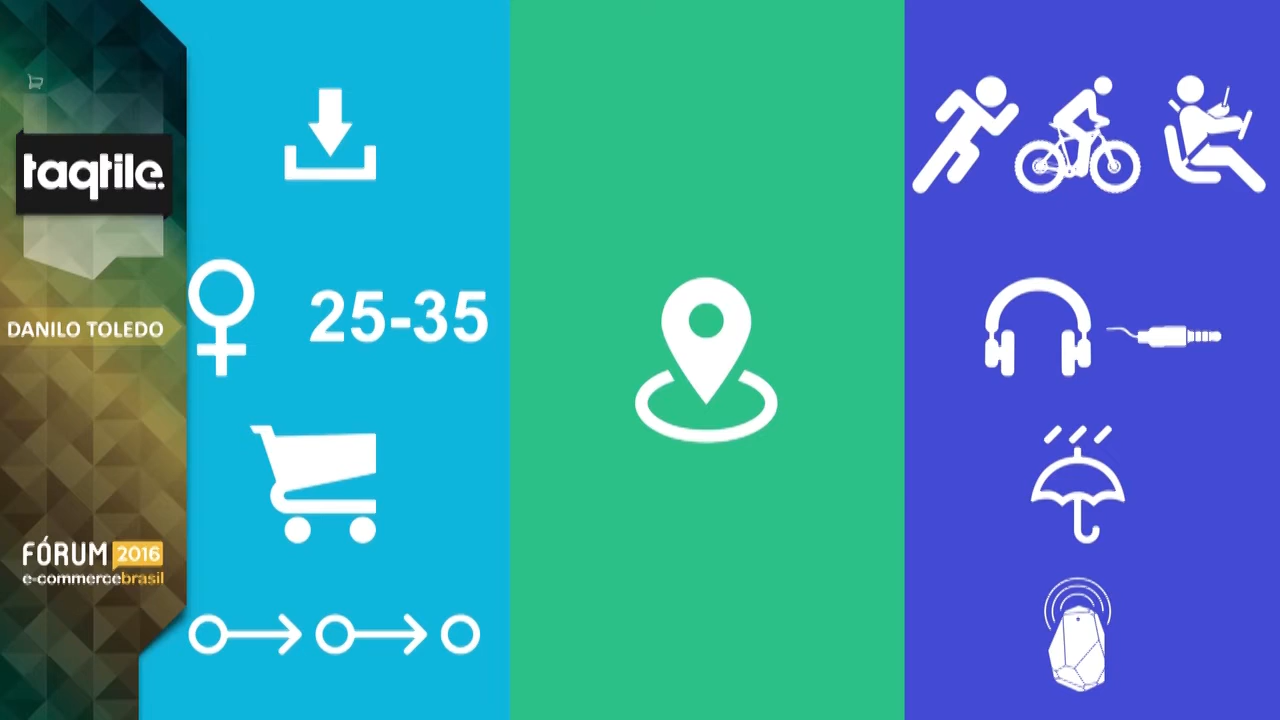 taqtile.
DANILO TOLEDO
FÓRUM 2016
e-commercebrasil
25-35